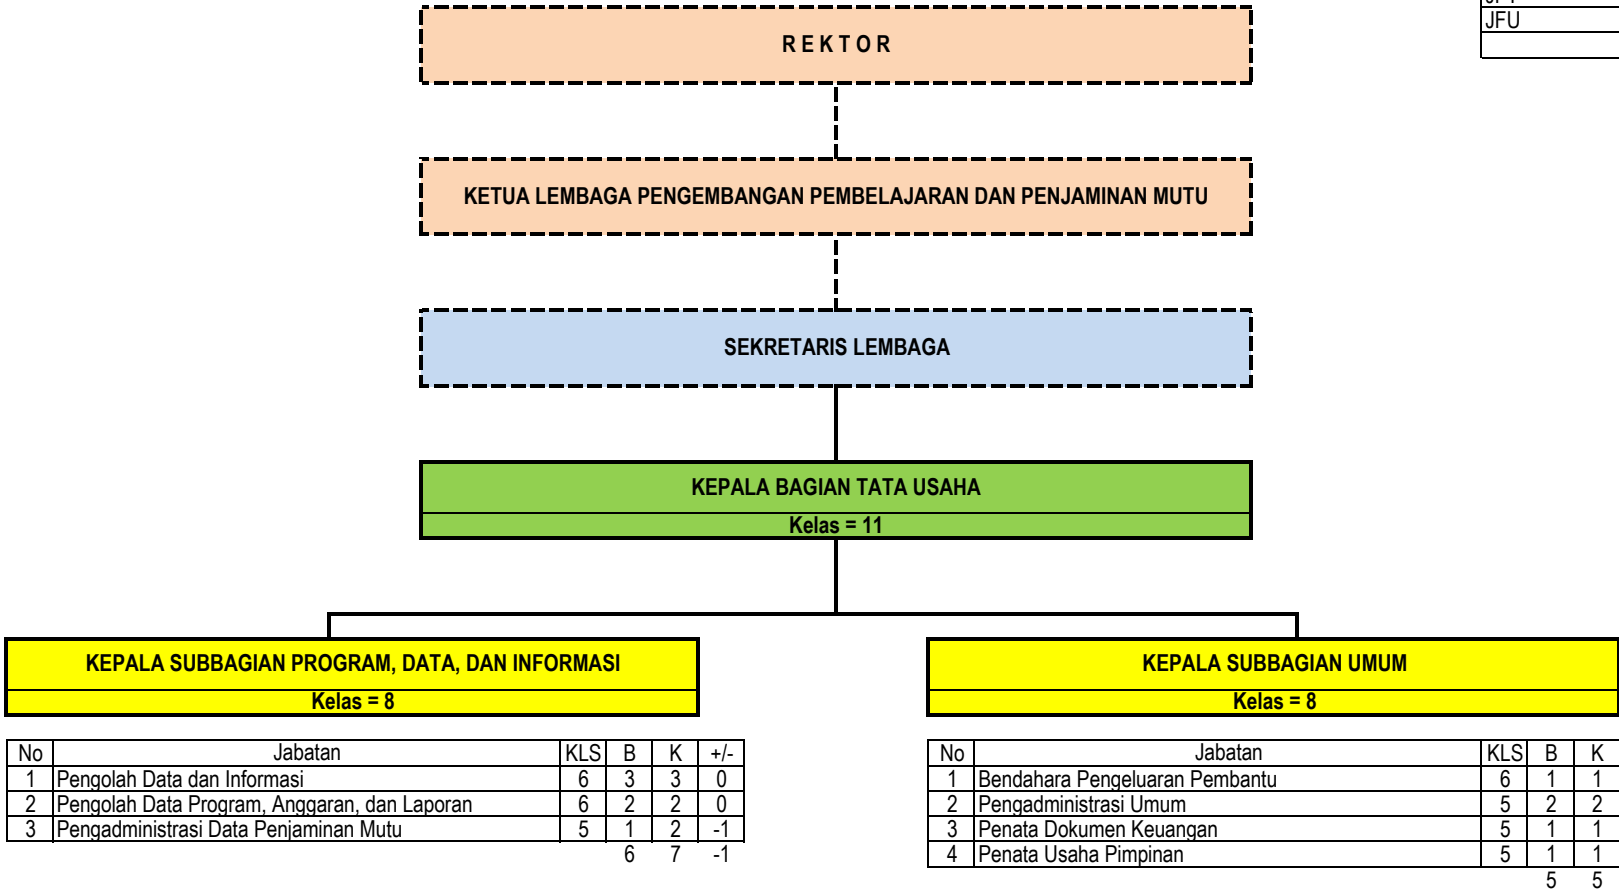 JFU
R E K T O R
KETUA LEMBAGA PENGEMBANGAN PEMBELAJARAN DAN PENJAMINAN MUTU
SEKRETARIS LEMBAGA
KEPALA BAGIAN TATA USAHA
Kelas = 11
KEPALA SUBBAGIAN PROGRAM, DATA, DAN INFORMASI
Kelas = 8
No Jabatan KLS B K +/-
1 Pengolah Data dan Informasi 6 3 3 0
2 Pengolah Data Program, Anggaran, dan Laporan 6 2 2 0
3 Pengadministrasi Data Penjaminan Mutu 5 1 2 -1
6 7 -1
KEPALA SUBBAGIAN UMUM
Kelas = 8
No Jabatan KLS B K
1 Bendahara Pengeluaran Pembantu 6 1 1
2 Pengadministrasi Umum 5 2 2
3 Penata Dokumen Keuangan 5 1 1
4 Penata Usaha Pimpinan 5 1 1
5 5